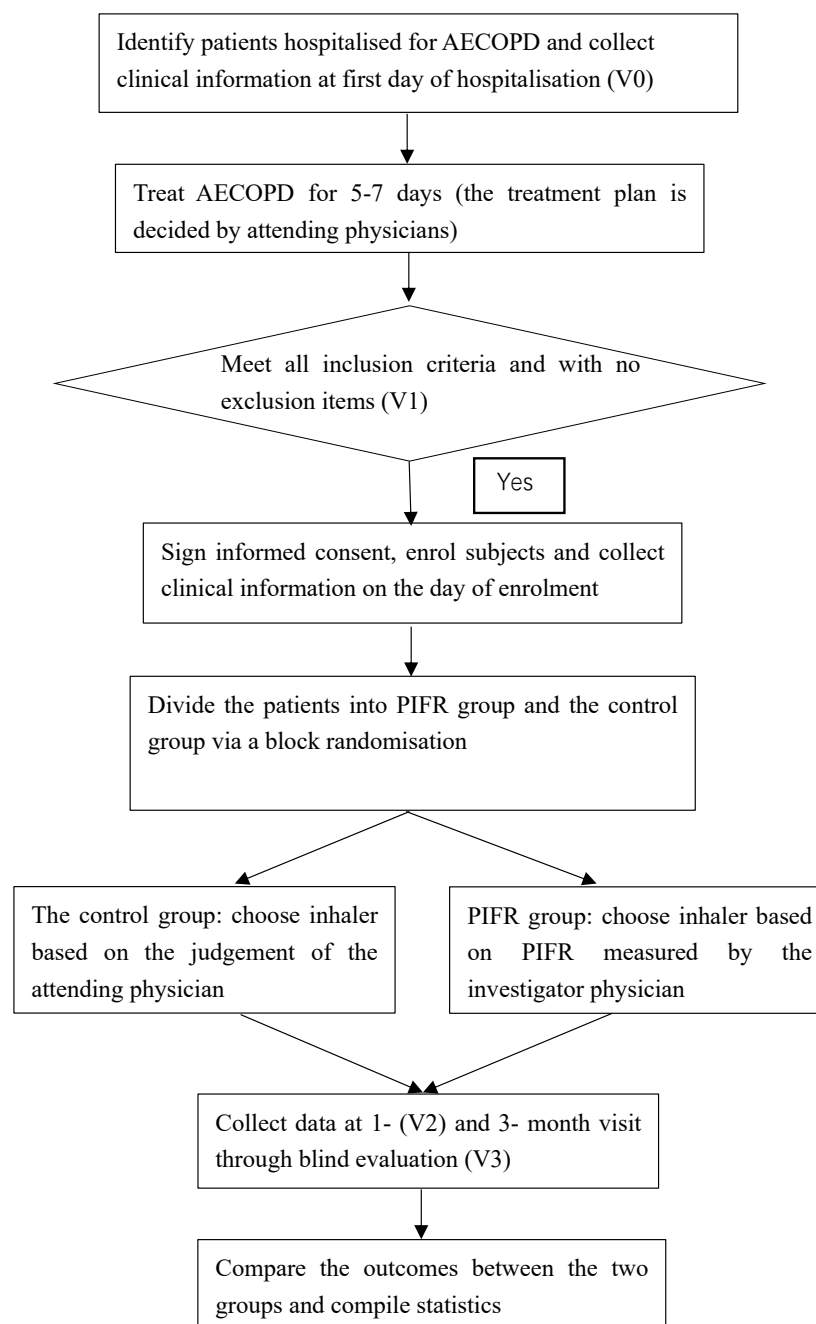 Identify patients hospitalised for AECOPD and collect
clinical information at first day of hospitalisation (V0)
Treat AECOPD for 5-7 days (the treatment plan is
decided by attending physicians)
Meet all inclusion criteria and with no
exclusion items (V1)
Yes
Sign informed consent, enrol subjects and collect
clinical information on the day of enrolment
Divide the patients into PIFR group and the control
group via a block randomisation
The control group: choose inhaler
based on the judgement of the
attending physician
PIFR group: choose inhaler based
on PIFR measured by the
investigator physician
Collect data at 1- (V2) and 3- month visit
through blind evaluation (V3)
Compare the outcomes between the two
groups and compile statistics